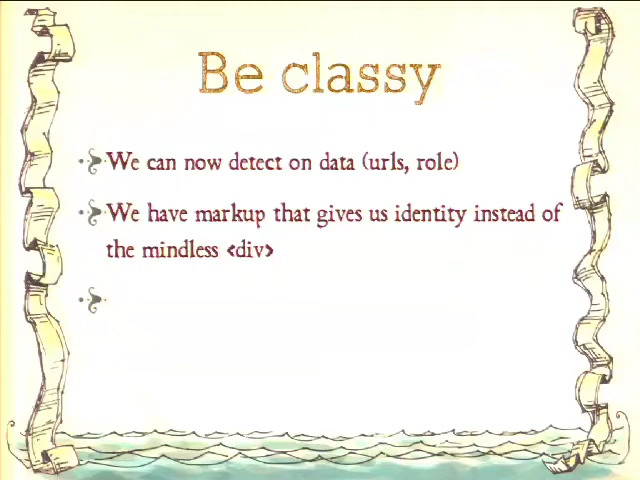 Be classy
We can now detect on data (urls, role)
We have markup that gives us identity instead of
the mindless <div>